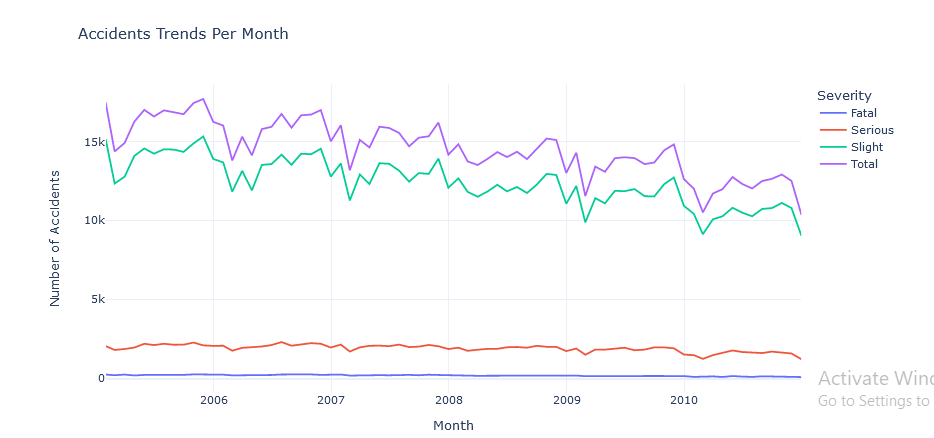 Accidents Trends Per Month
Severity
Fatal
Serious
Slight
Total
Number of Accidents
15k
10k
5k
0
2006
2007
2008
2009
2010
Month
Activate Wind
Go to Settings to